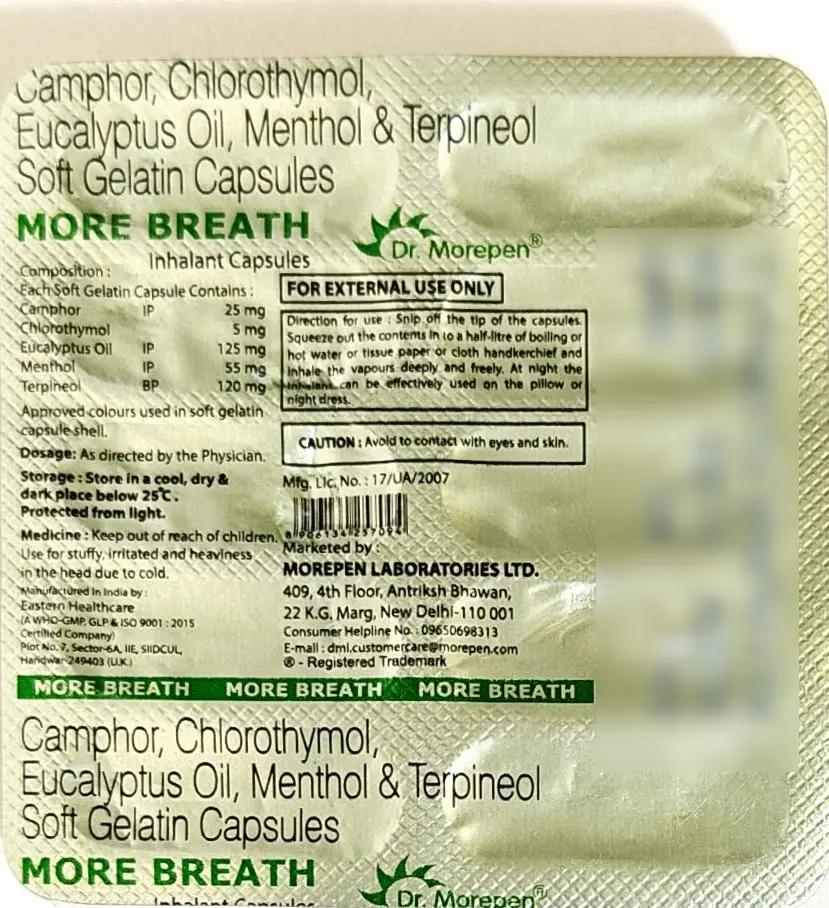 Camphor, Chlorothymol,
Eucalyptus Oil, Menthol & Terpineol
Soft Gelatin Capsules
MORE BREATH
Inhalant Capsules
Dr. Morepen®
Composition :
Each Soft Gelatin Capsule Contains :
Camphor IP 25 mg
Chlorothymol 5 mg
Eucalyptus Oil IP 125 mg
Menthol IP 55 mg
Terpineol BP 120 mg
Approved colours used in soft gelatin
capsule shell.
Dosage: As directed by the Physician.
Storage : Store in a cool, dry &
dark place below 25°C.
Protected from light.
Medicine : Keep out of reach of children.
Use for stuffy, irritated and heaviness
in the head due to cold.
Manufactured in India by :
Eastern Healthcare
(A WHO-GMP, GLP & ISO 9001 : 2015
Certified Company)
Plot No. 7, Sector-6A, IIE, SIIDCUL,
Haridwar-249403 (U.K.)
FOR EXTERNAL USE ONLY
Direction for use : Snip off the tip of the capsules.
Squeeze out the contents in to a half-litre of boiling or
hot water or tissue paper or cloth handkerchief and
inhale the vapours deeply and freely. At night the
inhalant can be effectively used on the pillow or
night dress.
CAUTION : Avoid to contact with eyes and skin.
Mfg. Lic. No. : 17/UA/2007
8 906134 257094
Marketed by :
MOREPEN LABORATORIES LTD.
409, 4th Floor, Antriksh Bhawan,
22 K.G. Marg, New Delhi-110 001
Consumer Helpline No. : 09650698313
E-mail : dml.customercare@morepen.com
® - Registered Trademark
MORE BREATH MORE BREATH MORE BREATH
Camphor, Chlorothymol,
Eucalyptus Oil, Menthol & Terpineol
Soft Gelatin Capsules
MORE BREATH
Inhalant Capsules
Dr. Morepen®